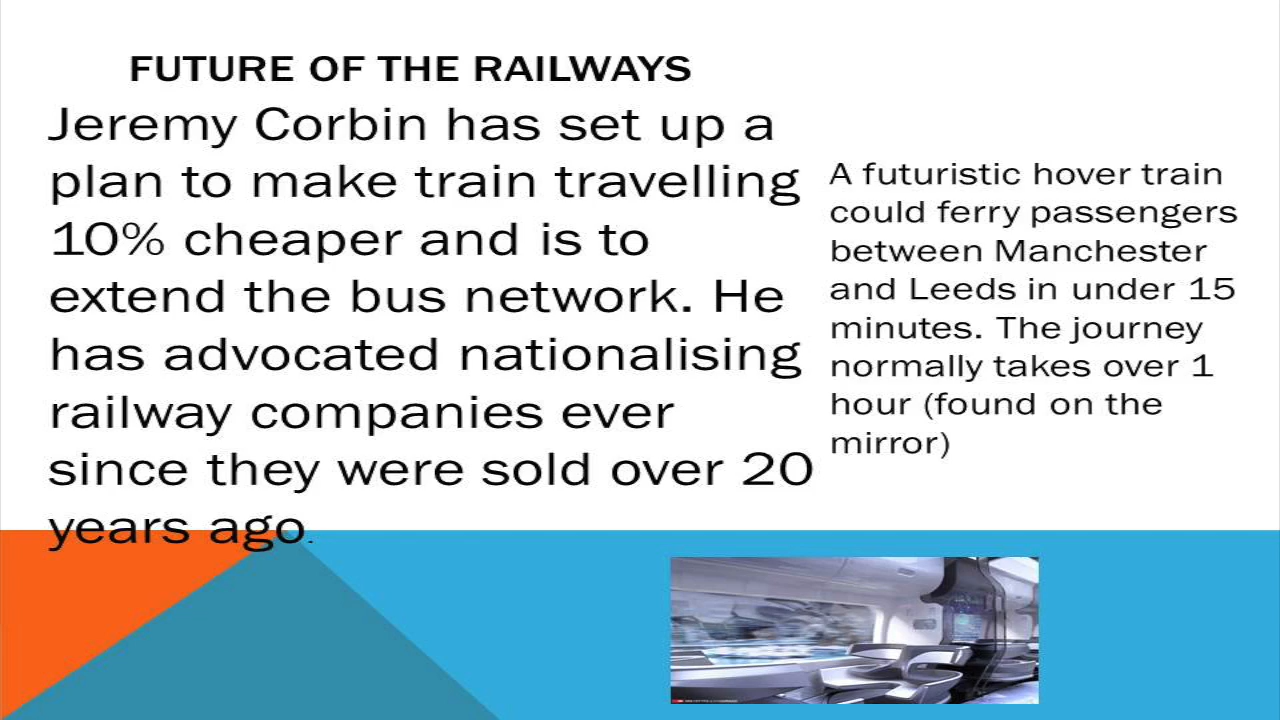 FUTURE OF THE RAILWAYS
Jeremy Corbin has set up a
plan to make train travelling
10% cheaper and is to
extend the bus network. He
has advocated nationalising
railway companies ever
since they were sold over 20
years ago.
A futuristic hover train
could ferry passengers
between Manchester
and Leeds in under 15
minutes. The journey
normally takes over 1
hour (found on the
mirror)